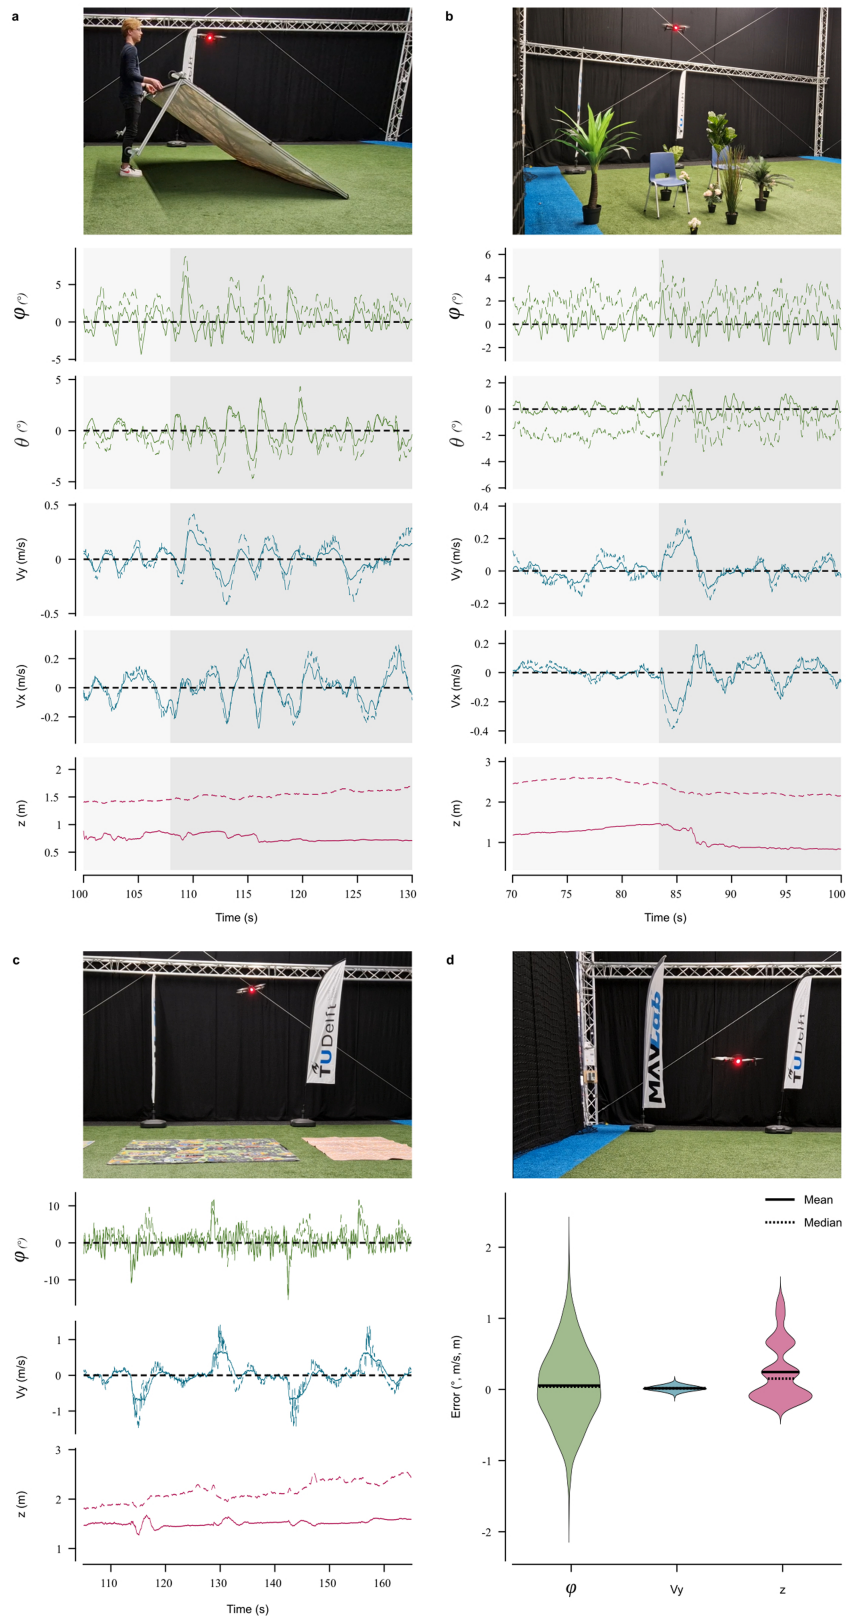 a
b
φ (°)
5
0
-5
φ (°)
6
4
2
0
-2
θ (°)
5
0
-5
θ (°)
2
0
-2
-4
-6
Vy (m/s)
0.5
0
-0.5
Vy (m/s)
0.4
0.2
0
-0.2
Vx (m/s)
0.2
0
-0.2
Vx (m/s)
0.2
0
-0.2
-0.4
z (m)
2
1.5
1
0.5
z (m)
3
2
1
100 105 110 115 120 125 130
Time (s)
70 75 80 85 90 95 100
Time (s)
c
TUDelft
d
MAVLab
TUDelft
φ (°)
10
0
-10
Vy (m/s)
1
0
-1
z (m)
3
2
1
110 120 130 140 150 160
Time (s)
Mean
Median
Error (°, m/s, m)
2
1
0
-1
-2
φ Vy z